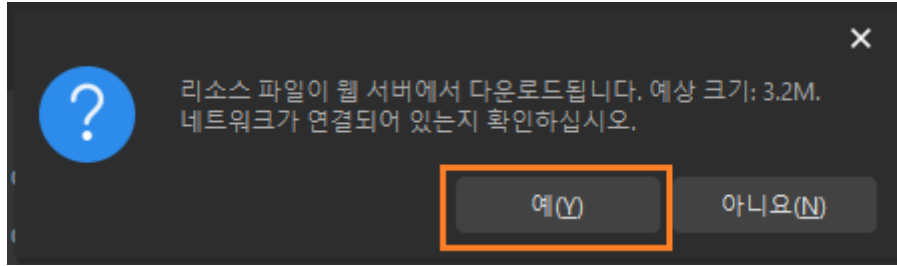 리소스 파일이 웹 서버에서 다운로드됩니다. 예상 크기: 3.2M.
네트워크가 연결되어 있는지 확인하십시오.
예(Y) 아니요(N)